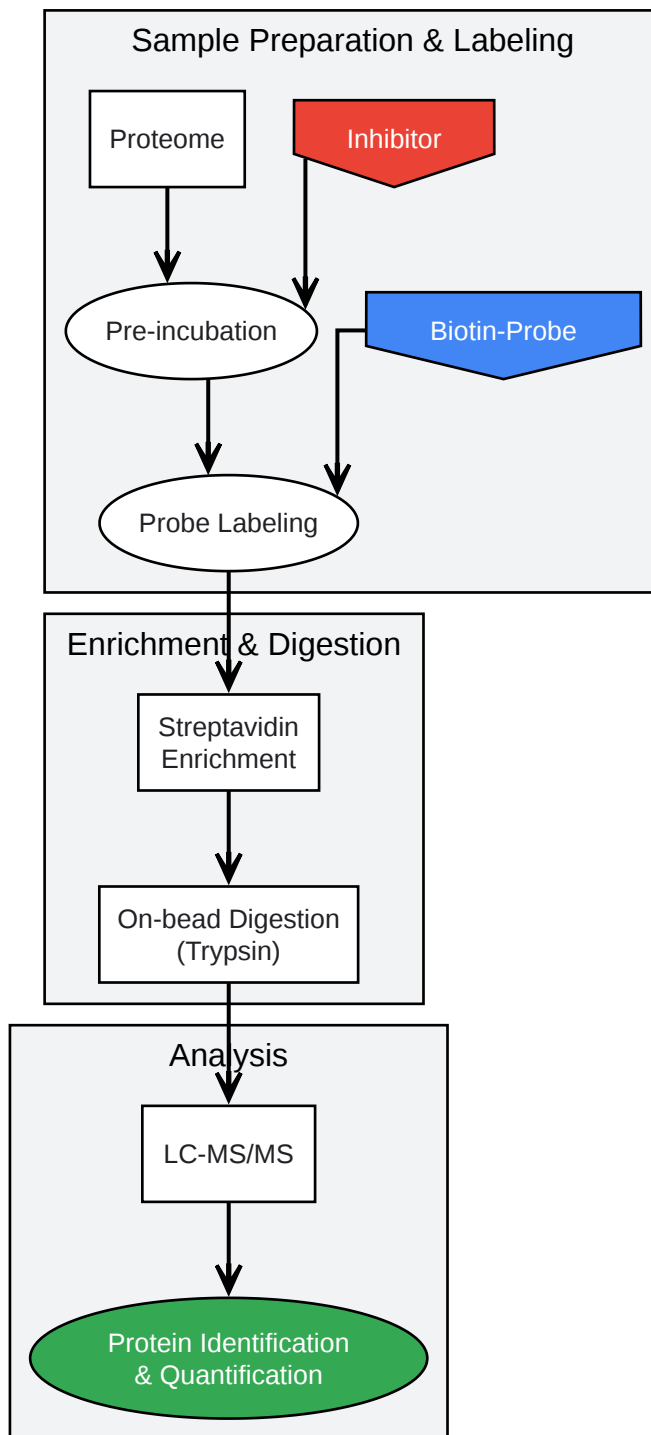 Sample Preparation & Labeling
Proteome
Inhibitor
Pre-incubation
Biotin-Probe
Probe Labeling
Enrichment & Digestion
Streptavidin
Enrichment
On-bead Digestion
(Trypsin)
Analysis
LC-MS/MS
Protein Identification
& Quantification